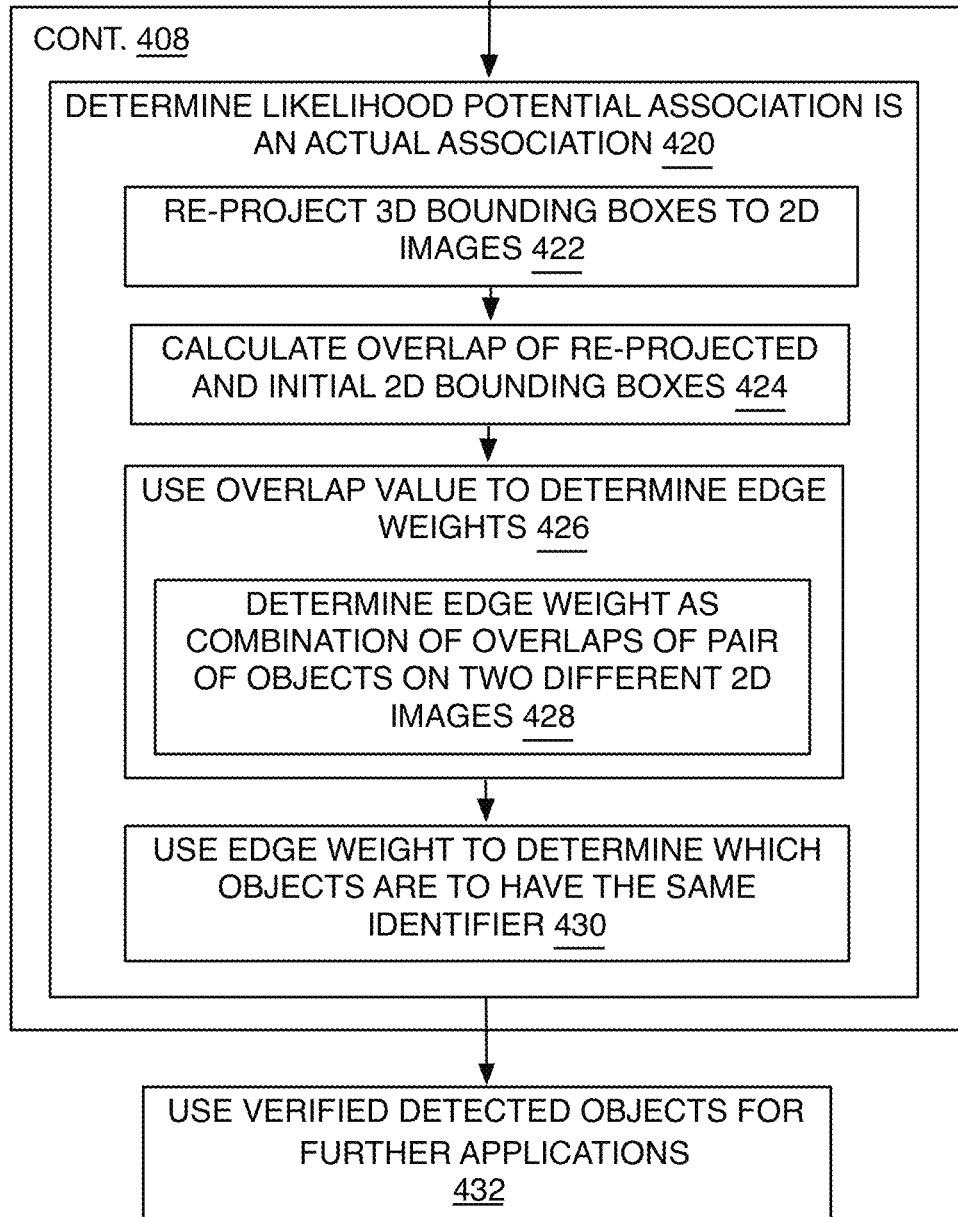 CONT. 408
DETERMINE LIKELIHOOD POTENTIAL ASSOCIATION IS
AN ACTUAL ASSOCIATION 420
RE-PROJECT 3D BOUNDING BOXES TO 2D
IMAGES 422
CALCULATE OVERLAP OF RE-PROJECTED
AND INITIAL 2D BOUNDING BOXES 424
USE OVERLAP VALUE TO DETERMINE EDGE
WEIGHTS 426
DETERMINE EDGE WEIGHT AS
COMBINATION OF OVERLAPS OF PAIR
OF OBJECTS ON TWO DIFFERENT 2D
IMAGES 428
USE EDGE WEIGHT TO DETERMINE WHICH
OBJECTS ARE TO HAVE THE SAME
IDENTIFIER 430
USE VERIFIED DETECTED OBJECTS FOR
FURTHER APPLICATIONS
432